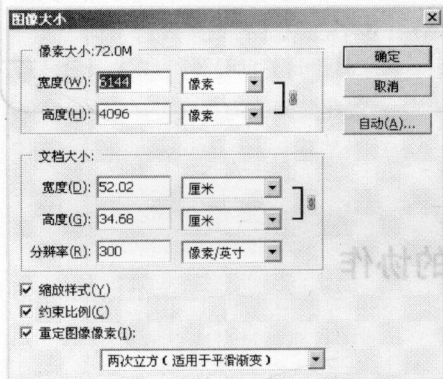 图像大小
像素大小:72.0M
宽度(W): 6144 像素
高度(H): 4096 像素
文档大小:
宽度(D): 52.02 厘米
高度(G): 34.68 厘米
分辨率(R): 300 像素/英寸
缩放样式(Y)
约束比例(C)
重定图像像素(I):
两次立方(适用于平滑渐变)
确定
取消
自动(A)...
的协作